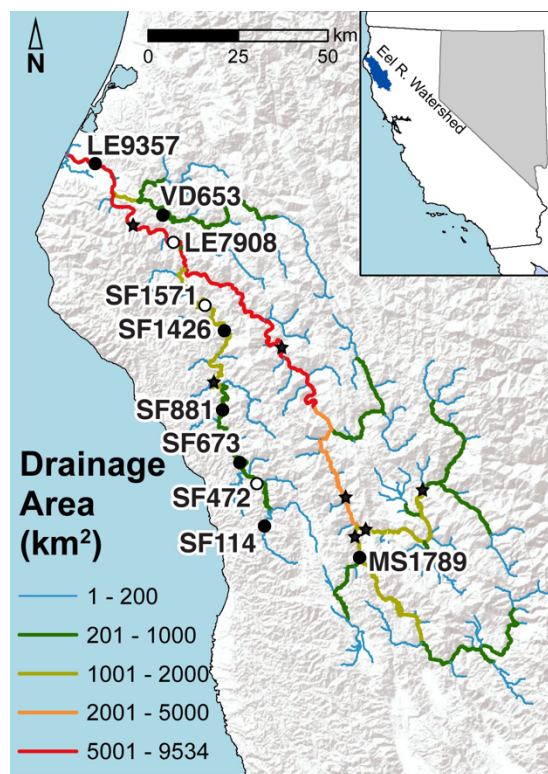 km
0 25 50
N
Eel R. Watershed
LE9357
VD653
LE7908
SF1571
SF1426
SF881
SF673
SF472
SF114
MS1789
Drainage
Area
(km²)
1 - 200
201 - 1000
1001 - 2000
2001 - 5000
5001 - 9534